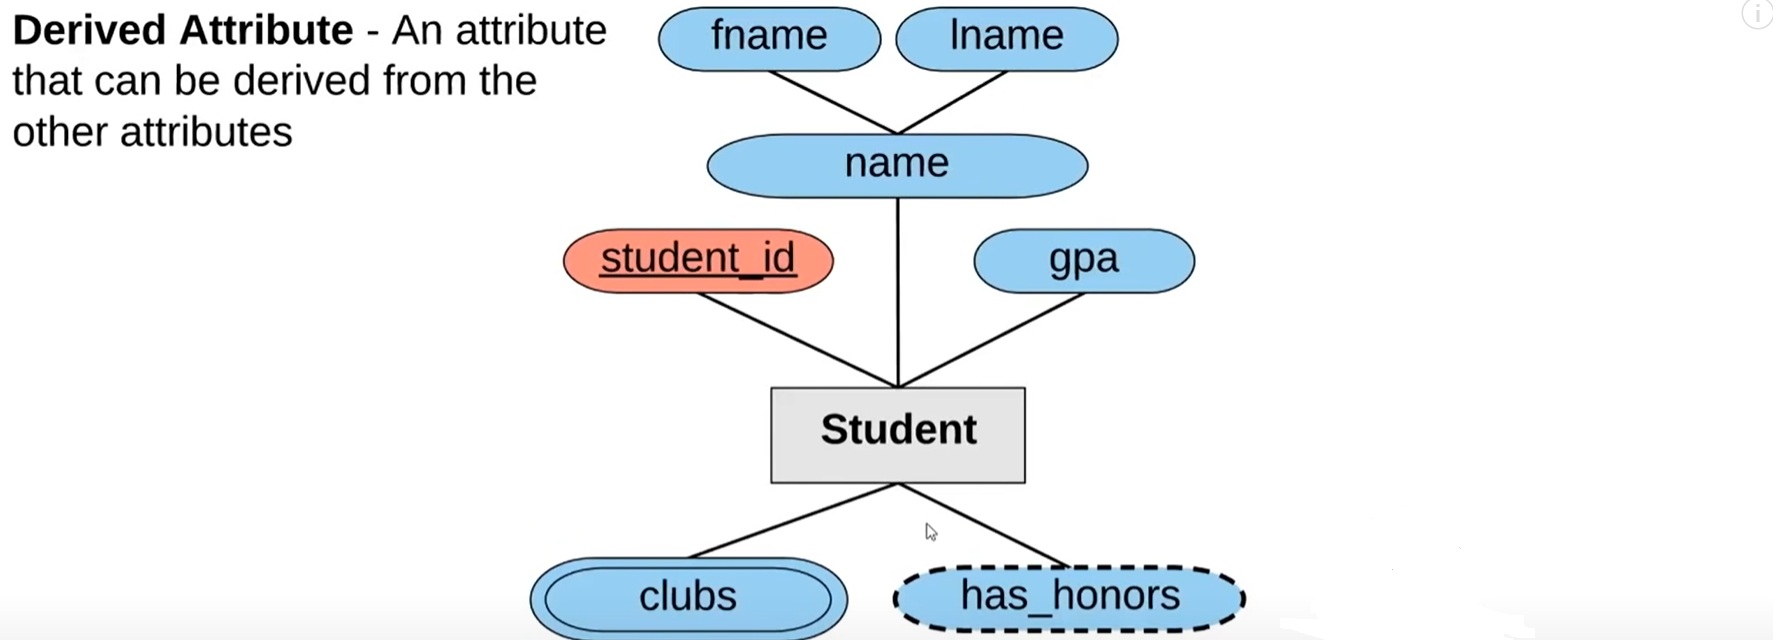 Derived Attribute - An attribute
that can be derived from the
other attributes
fname
lname
name
student_id
gpa
Student
clubs
has_honors